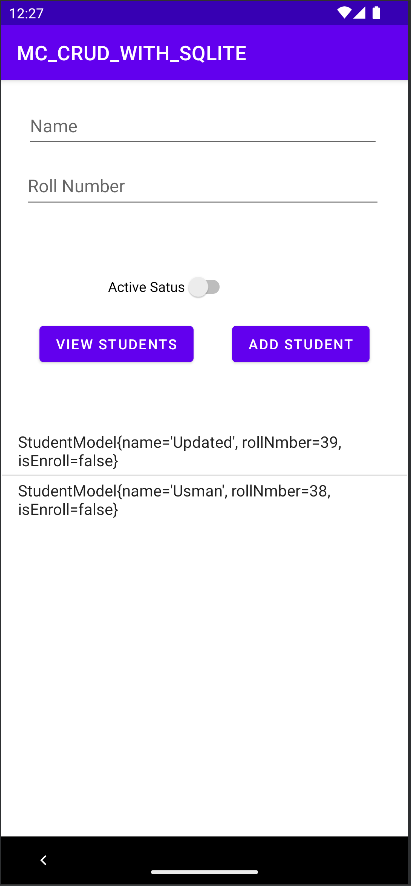 12:27
MC_CRUD_WITH_SQLITE
Name
Roll Number
Active Satus
VIEW STUDENTS
ADD STUDENT
StudentModel{name='Updated', rollNmber=39,
isEnroll=false}
StudentModel{name='Usman', rollNmber=38,
isEnroll=false}